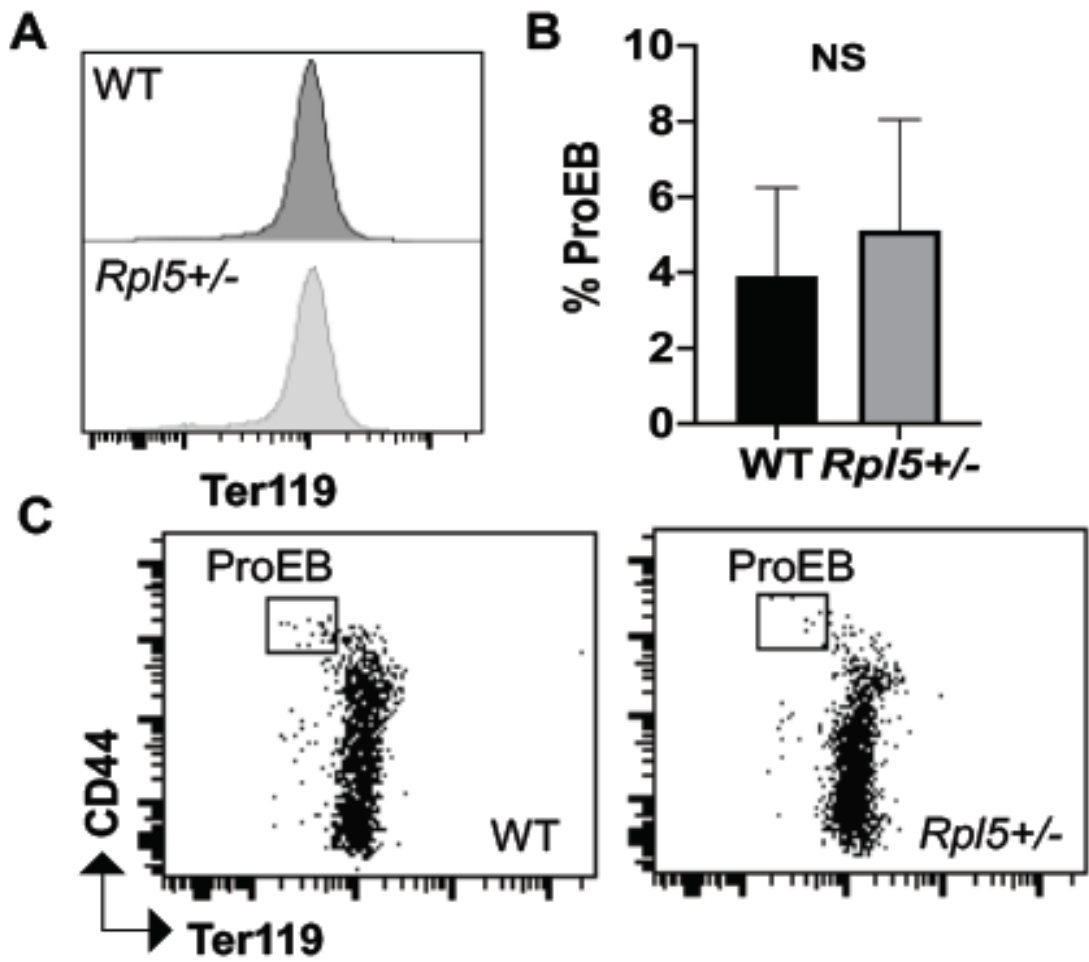 A
WT
Rpl5+/-
Ter119
B
NS
10
8
6
4
2
0
% ProEB
WT Rpl5+/-
C
ProEB
WT
ProEB
Rpl5+/-
CD44
Ter119